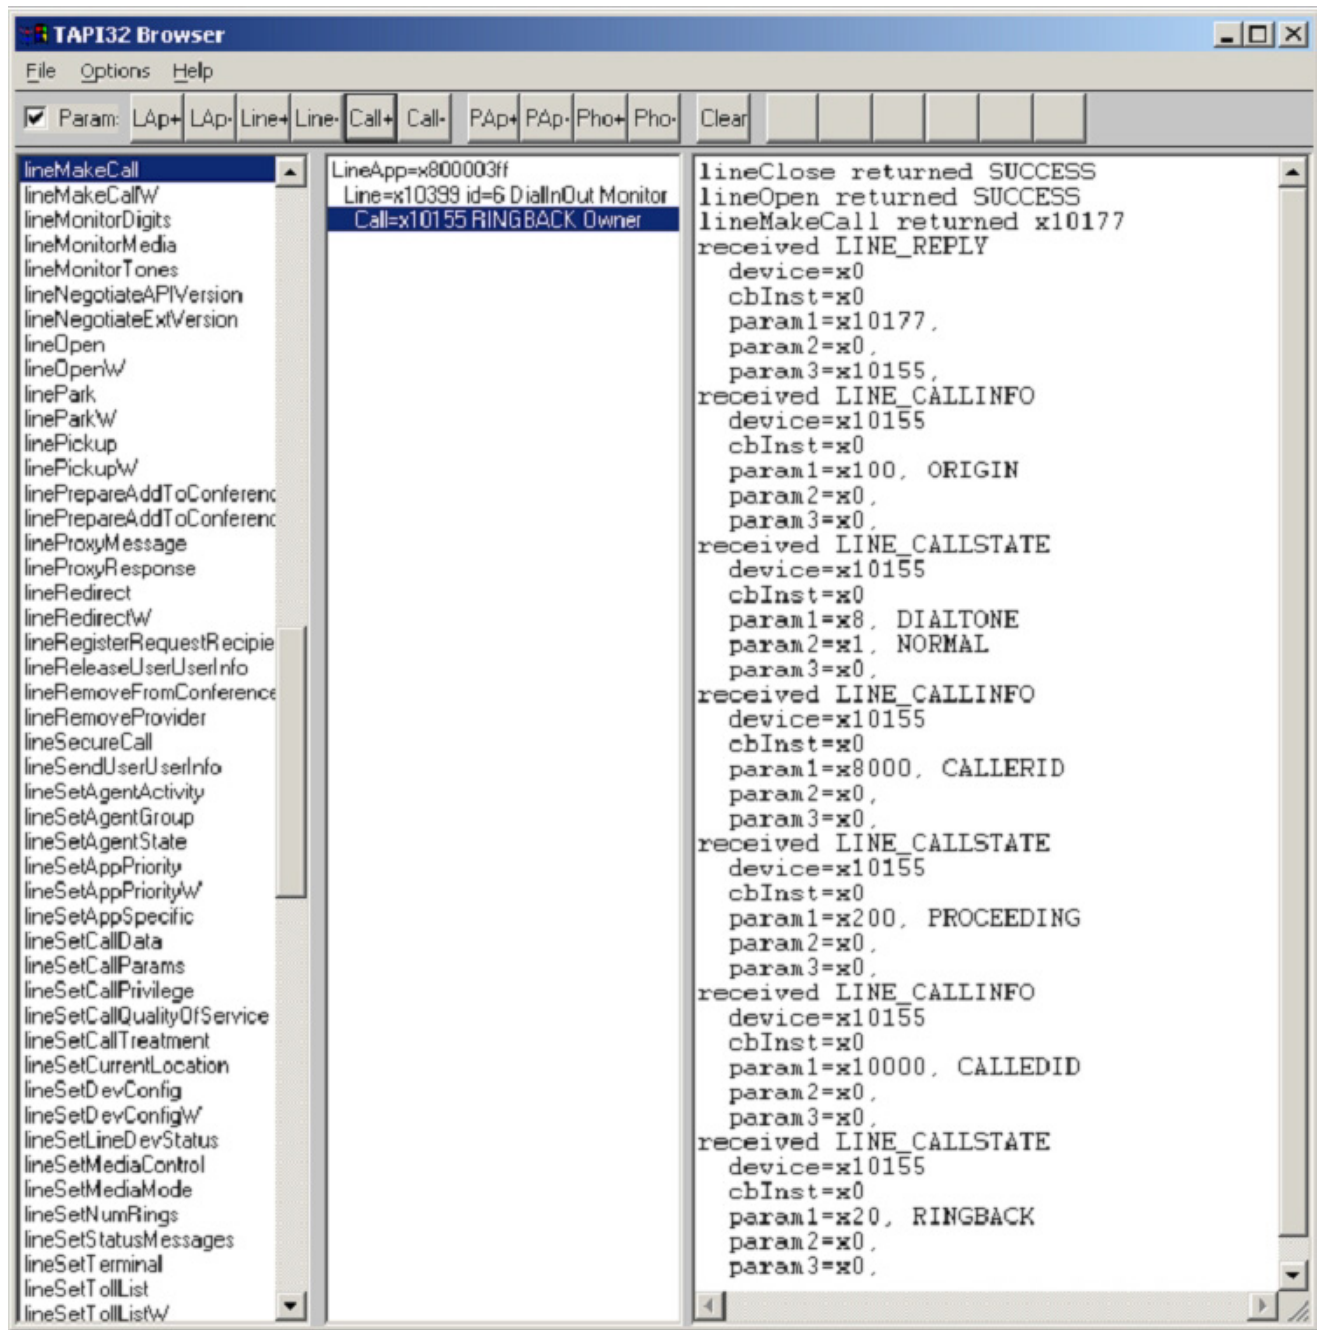 TAPI32 Browser
File Options Help
Param: LAp+ LAp- Line+ Line- Call+ Call- PAp+ PAp- Pho+ Pho- Clear
lineMakeCall
lineMakeCallW
lineMonitorDigits
lineMonitorMedia
lineMonitorTones
lineNegotiateAPIVersion
lineNegotiateExtVersion
lineOpen
lineOpenW
linePark
lineParkW
linePickup
linePickupW
linePrepareAddToConferenc
linePrepareAddToConferenc
lineProxyMessage
lineProxyResponse
lineRedirect
lineRedirectW
lineRegisterRequestRecipie
lineReleaseUserUserInfo
lineRemoveFromConference
lineRemoveProvider
lineSecureCall
lineSendUserUserInfo
lineSetAgentActivity
lineSetAgentGroup
lineSetAgentState
lineSetAppPriority
lineSetAppPriorityW
lineSetAppSpecific
lineSetCallData
lineSetCallParams
lineSetCallPrivilege
lineSetCallQualityOfService
lineSetCallTreatment
lineSetCurrentLocation
lineSetDevConfig
lineSetDevConfigW
lineSetLineDevStatus
lineSetMediaControl
lineSetMediaMode
lineSetNumRings
lineSetStatusMessages
lineSetTerminal
lineSetTollList
lineSetTollListW
LineApp=x800003ff
Line=x10399 id=6 DialInOut Monitor
Call=x10155 RINGBACK Owner
lineClose returned SUCCESS
lineOpen returned SUCCESS
lineMakeCall returned x10177
received LINE_REPLY
device=x0
cbInst=x0
param1=x10177,
param2=x0,
param3=x10155,
received LINE_CALLINFO
device=x10155
cbInst=x0
param1=x100, ORIGIN
param2=x0,
param3=x0,
received LINE_CALLSTATE
device=x10155
cbInst=x0
param1=x8, DIALTONE
param2=x1, NORMAL
param3=x0,
received LINE_CALLINFO
device=x10155
cbInst=x0
param1=x8000, CALLERID
param2=x0,
param3=x0,
received LINE_CALLSTATE
device=x10155
cbInst=x0
param1=x200, PROCEEDING
param2=x0,
param3=x0,
received LINE_CALLINFO
device=x10155
cbInst=x0
param1=x10000, CALLEDID
param2=x0,
param3=x0,
received LINE_CALLSTATE
device=x10155
cbInst=x0
param1=x20, RINGBACK
param2=x0,
param3=x0,